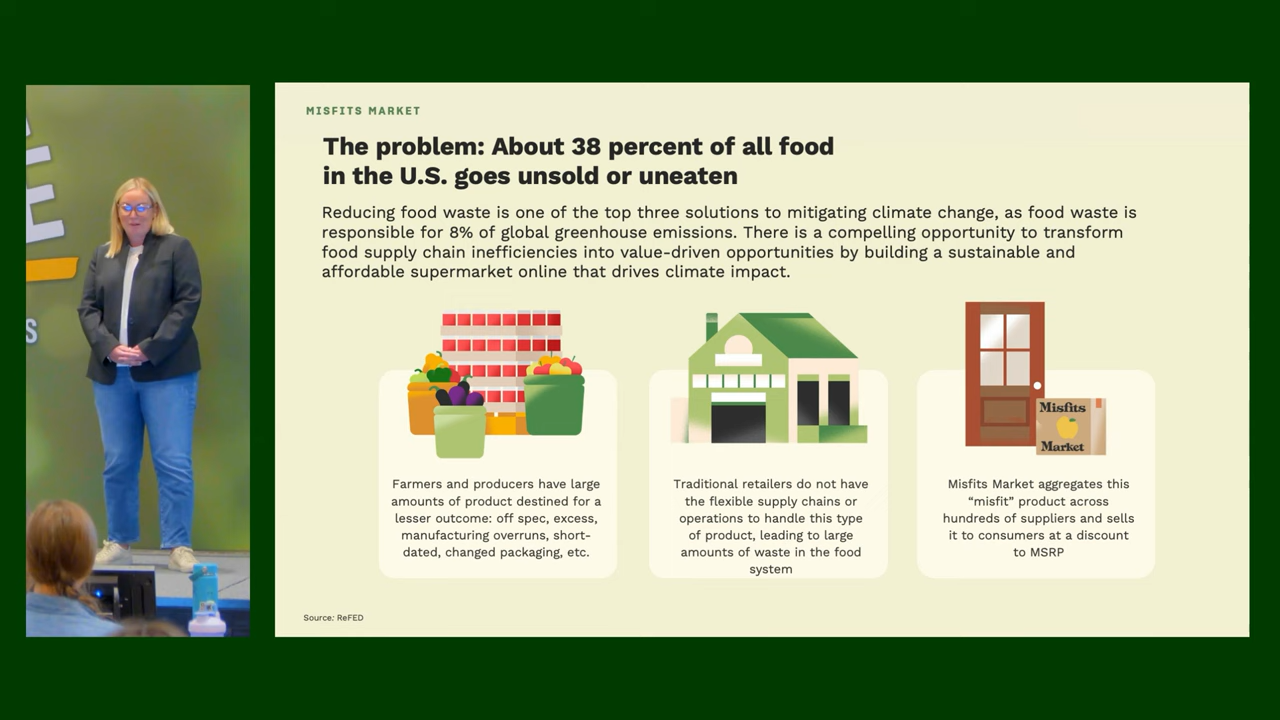 MISFITS MARKET
The problem: About 38 percent of all food
in the U.S. goes unsold or uneaten
Reducing food waste is one of the top three solutions to mitigating climate change, as food waste is
responsible for 8% of global greenhouse emissions. There is a compelling opportunity to transform
food supply chain inefficiencies into value-driven opportunities by building a sustainable and
affordable supermarket online that drives climate impact.
Farmers and producers have large
amounts of product destined for a
lesser outcome: off spec, excess,
manufacturing overruns, short-
dated, changed packaging, etc.
Traditional retailers do not have
the flexible supply chains or
operations to handle this type
of product, leading to large
amounts of waste in the food
system
Misfits
Market
Misfits Market aggregates this
“misfit” product across
hundreds of suppliers and sells
it to consumers at a discount
to MSRP
Source: ReFED